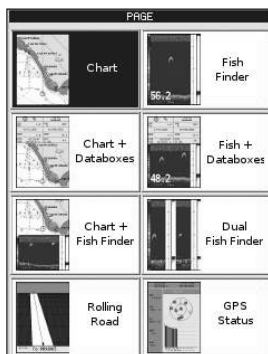 PAGE
Chart
56.2
Fish
Finder
Chart +
Databoxes
48.2
Fish +
Databoxes
Chart +
Fish Finder
Dual
Fish Finder
Rolling
Road
GPS
Status